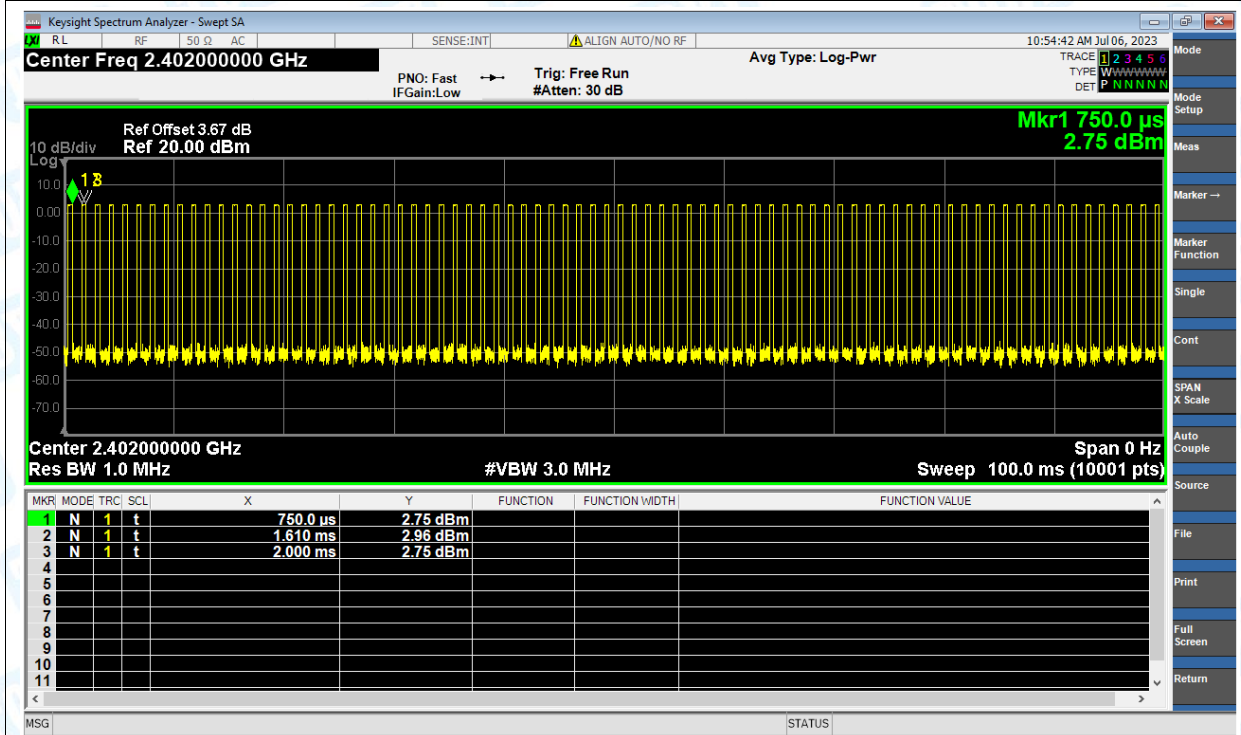 Keysight Spectrum Analyzer - Swept SA
LXI RL RF 50 Ω AC SENSE:INT ALIGN AUTO/NO RF 10:54:42 AM Jul 06, 2023
Center Freq 2.402000000 GHz Avg Type: Log-Pwr TRACE 1 2 3 4 5 6
PNO: Fast Trig: Free Run TYPE WWWWWW
IFGain:Low #Atten: 30 dB DET P N N N N N
Mkr1 750.0 µs
2.75 dBm
Ref Offset 3.67 dB
10 dB/div Ref 20.00 dBm
Log
10.0
0.00
-10.0
-20.0
-30.0
-40.0
-50.0
-60.0
-70.0
1 2 3
Center 2.402000000 GHz Span 0 Hz
Res BW 1.0 MHz #VBW 3.0 MHz Sweep 100.0 ms (10001 pts)
MKR MODE TRC SCL X Y FUNCTION FUNCTION WIDTH FUNCTION VALUE
1 N 1 t 750.0 µs 2.75 dBm
2 N 1 t 1.610 ms 2.96 dBm
3 N 1 t 2.000 ms 2.75 dBm
4
5
6
7
8
9
10
11
MSG STATUS
Mode
Mode
Setup
Meas
Marker →
Marker
Function
Single
Cont
SPAN
X Scale
Auto
Couple
Source
File
Print
Full
Screen
Return